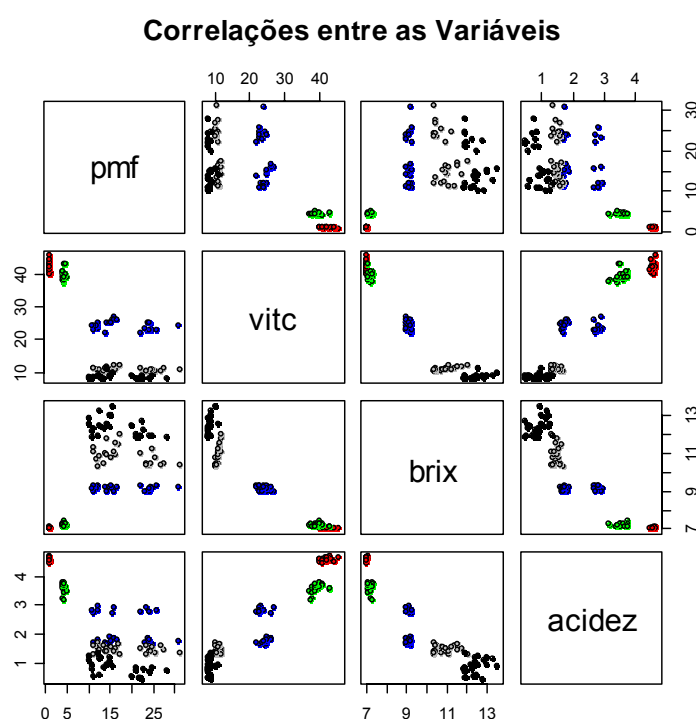 Correlações entre as Variáveis
10 20 30 40
1 2 3 4
pmf
0 10 20 30
10 20 30 40
vitc
brix
7 9 11 13
1 2 3 4
acidez
0 5 15 25
7 9 11 13